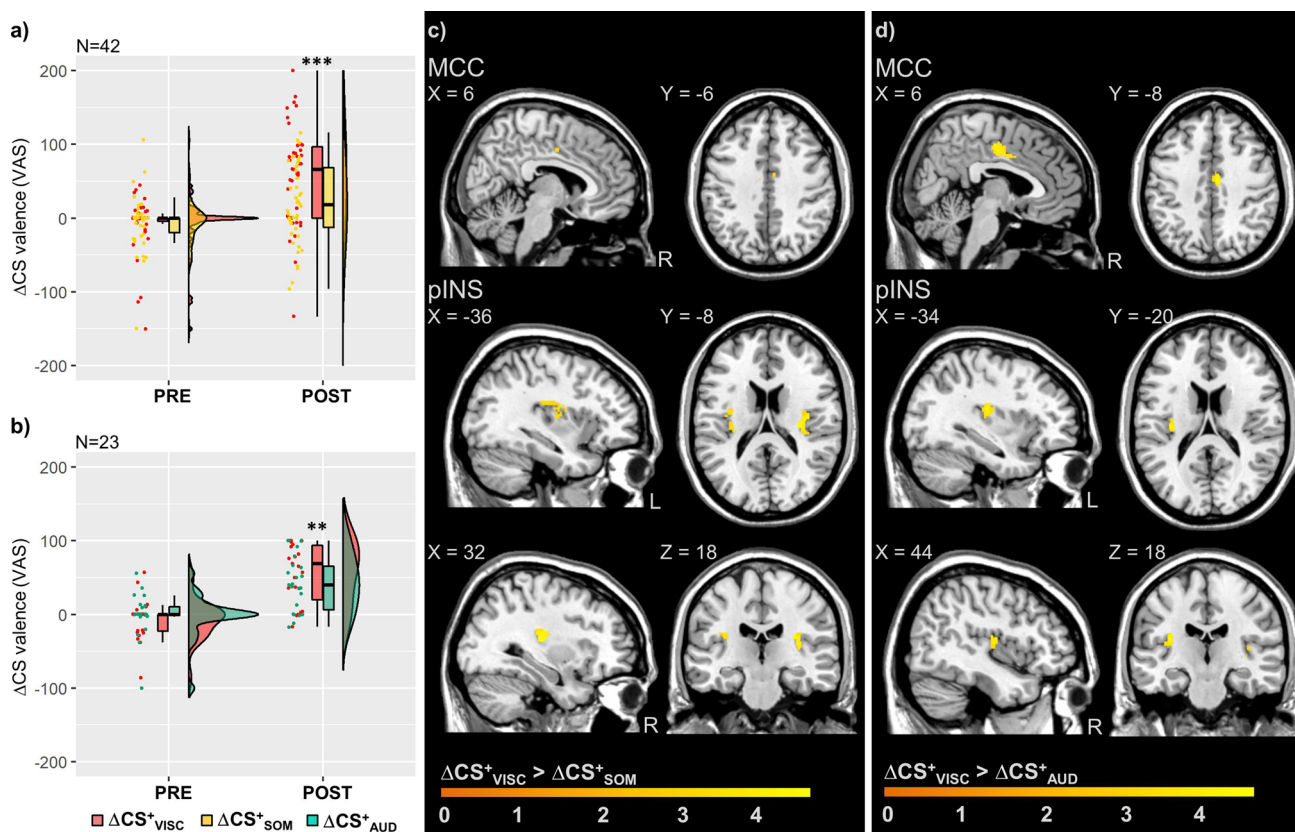 a)
N=42
***
200
100
0
-100
-200
ΔCS valence (VAS)
PRE
POST
b)
N=23
**
200
100
0
-100
-200
ΔCS valence (VAS)
PRE
POST
ΔCS⁺VISC ΔCS⁺SOM ΔCS⁺AUD
c)
MCC
X = 6
Y = -6
R
pINS
X = -36
Y = -8
L
X = 32
Z = 18
R
ΔCS⁺VISC > ΔCS⁺SOM
0 1 2 3 4
d)
MCC
X = 6
Y = -8
R
pINS
X = -34
Y = -20
L
X = 44
Z = 18
R
ΔCS⁺VISC > ΔCS⁺AUD
0 1 2 3 4